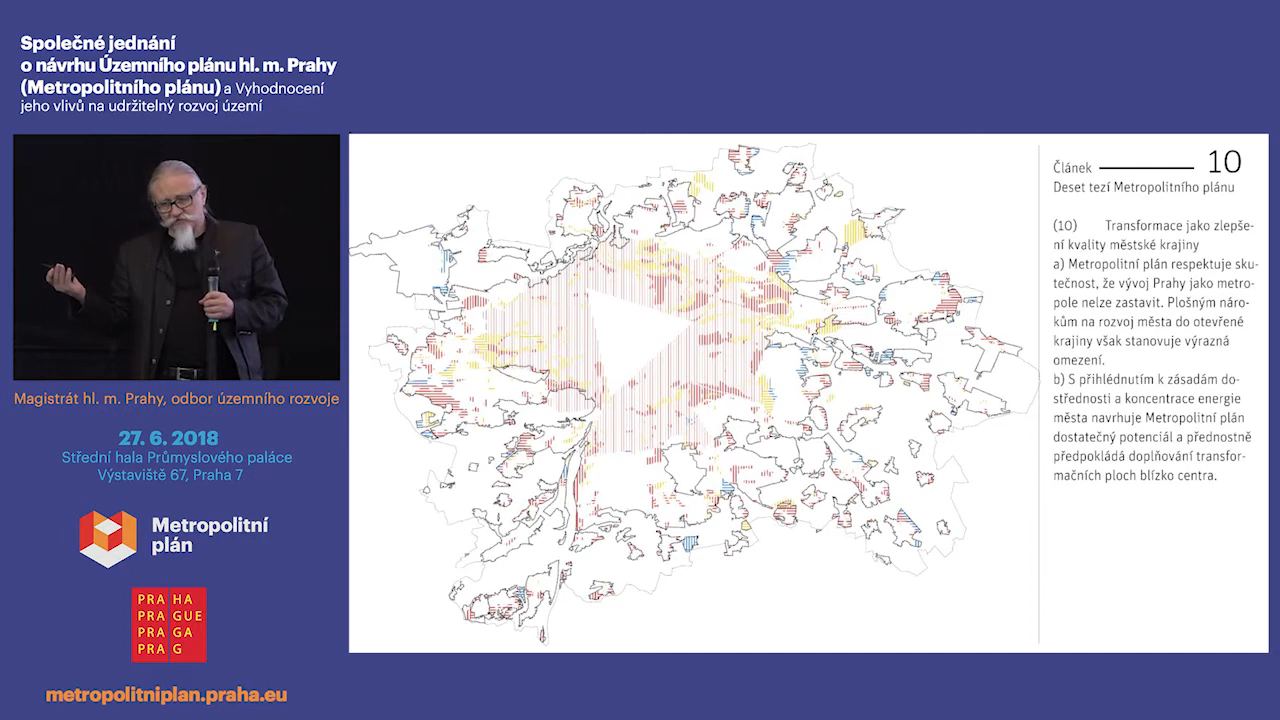 Společné jednání
o návrhu Územního plánu hl. m. Prahy
(Metropolitního plánu) a Vyhodnocení
jeho vlivů na udržitelný rozvoj území
Magistrát hl. m. Prahy, odbor územního rozvoje
27. 6. 2018
Střední hala Průmyslového paláce
Výstaviště 67, Praha 7
Metropolitní
plán
PRA HA
PRA GUE
PRA GA
PRA G
metropolitniplan.praha.eu
Článek 10
Deset tezí Metropolitního plánu
(10) Transformace jako zlepše-
ní kvality městské krajiny
a) Metropolitní plán respektuje sku-
tečnost, že vývoj Prahy jako metro-
pole nelze zastavit. Plošným náro-
kům na rozvoj města do otevřené
krajiny však stanovuje výrazná
omezení.
b) S přihlédnutím k zásadám do-
střednosti a koncentrace energie
města navrhuje Metropolitní plán
dostatečný potenciál a přednostně
předpokládá doplňování transfor-
mačních ploch blízko centra.